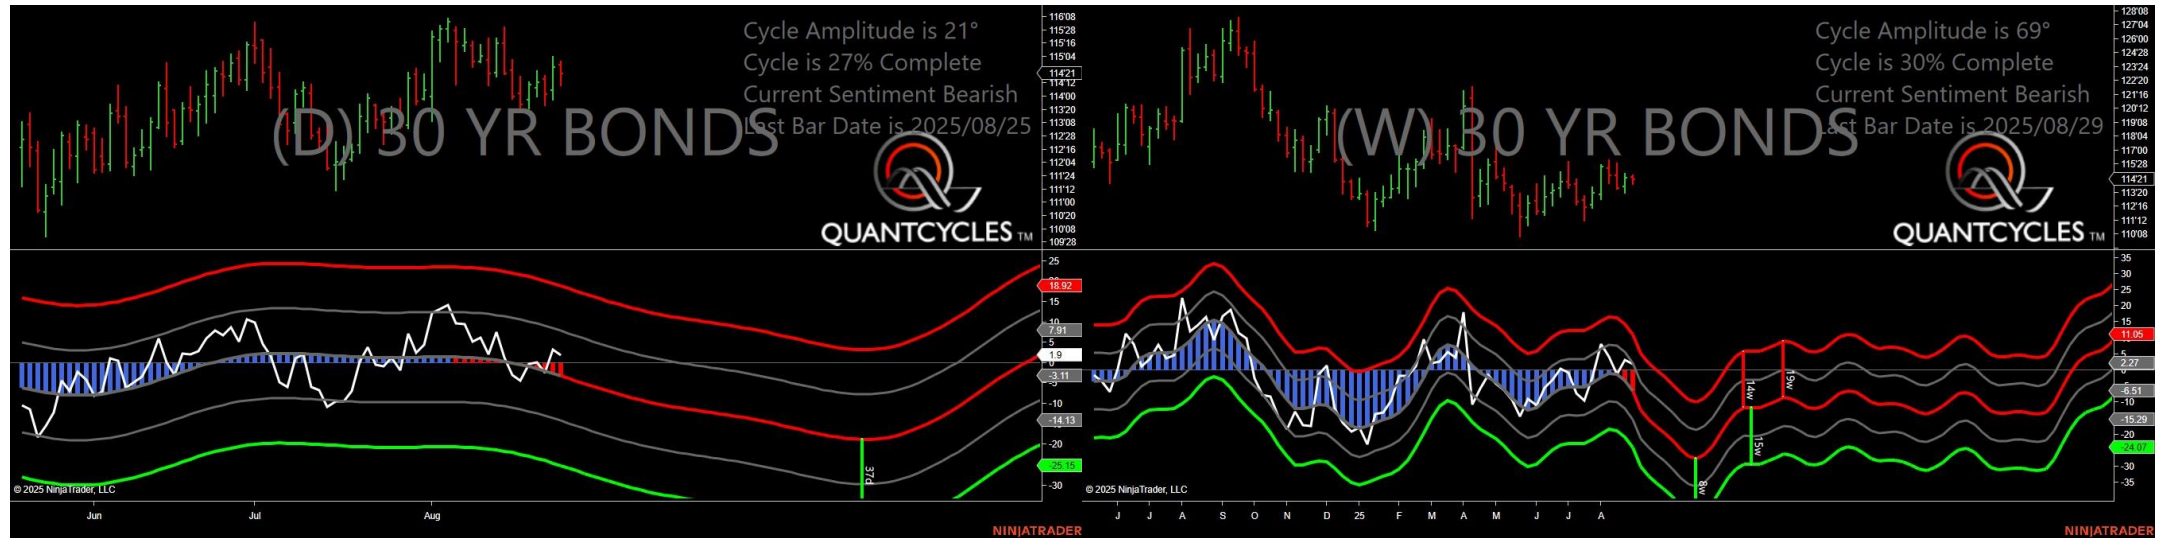 Cycle Amplitude is 21°
Cycle is 27% Complete
Current Sentiment Bearish
Last Bar Date is 2025/08/25
(D) 30 YR BONDS
QUANTCYCLES TM
116'08
115'28
115'16
115'04
114'21
114'12
114'00
113'20
113'08
112'28
112'16
112'04
111'24
111'12
111'00
110'20
110'08
109'28
25
18.92
15
10
7.91
5
1.9
-3.11
-5
-10
-14.13
-20
-25.15
-30
37d
© 2025 NinjaTrader, LLC
Jun
Jul
Aug
NINJATRADER
Cycle Amplitude is 69°
Cycle is 30% Complete
Current Sentiment Bearish
Last Bar Date is 2025/08/29
(W) 30 YR BONDS
QUANTCYCLES TM
128'08
127'04
126'00
124'28
123'24
122'20
121'16
120'12
119'08
118'04
117'00
115'28
114'21
113'20
112'16
111'12
110'08
35
30
25
20
15
11.05
5
2.27
-6.51
-10
-15.29
-20
-24.07
-30
-35
14w
19w
15w
8w
© 2025 NinjaTrader, LLC
J
J
A
S
O
N
D
25
F
M
A
M
J
J
A
NINJATRADER